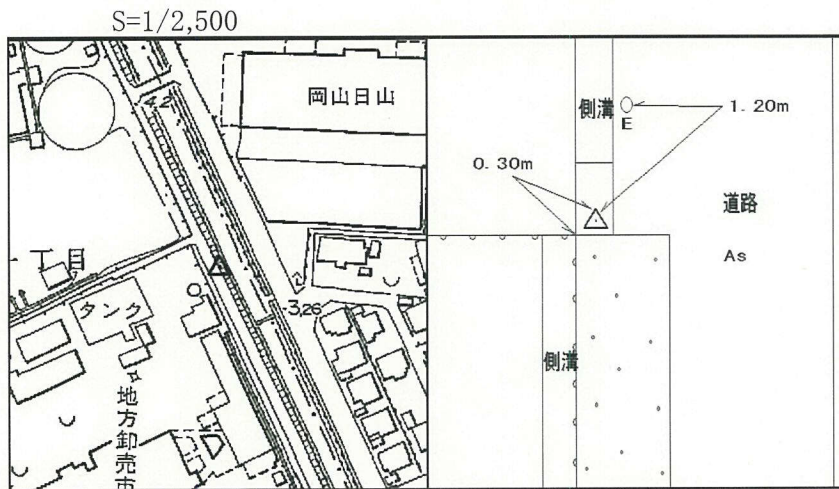 S=1/2,500
4.2
岡山日山
丁目
タンク
3.26
地方卸売市
側溝
E
1.20m
0.30m
道路
As
側溝